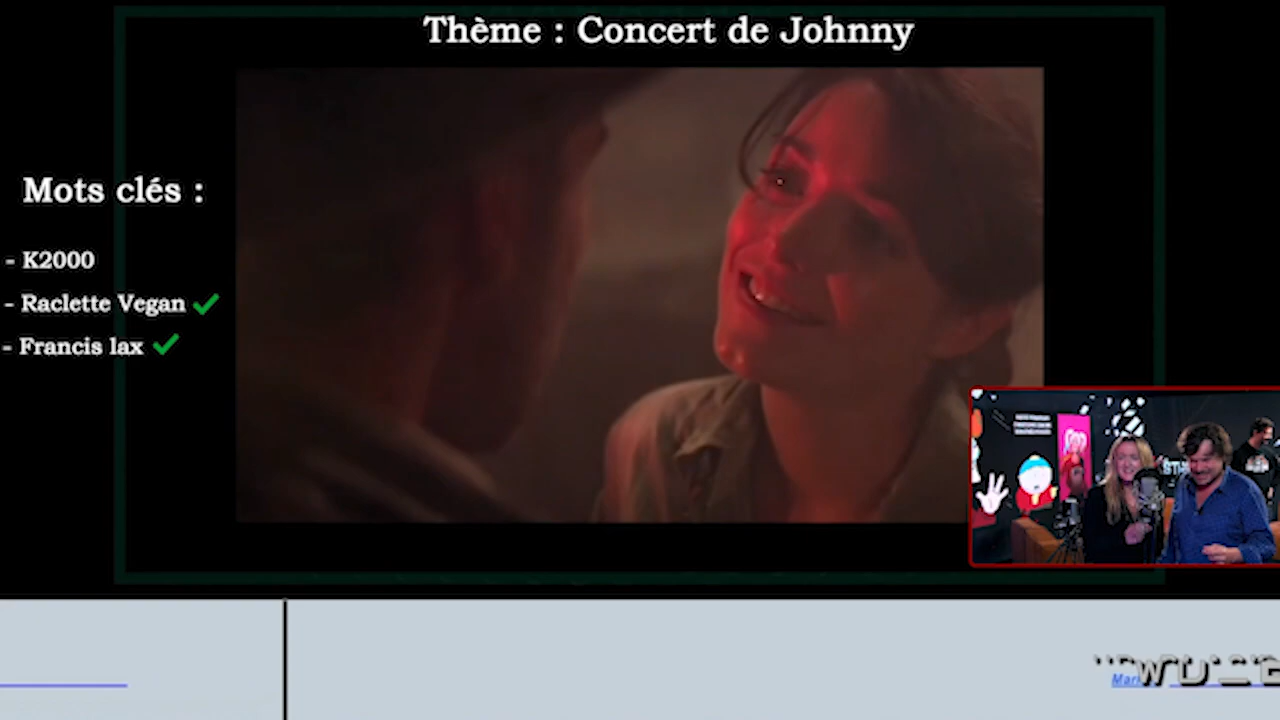 Thème : Concert de Johnny
Mots clés :
- K2000
- Raclette Vegan
- Francis lax